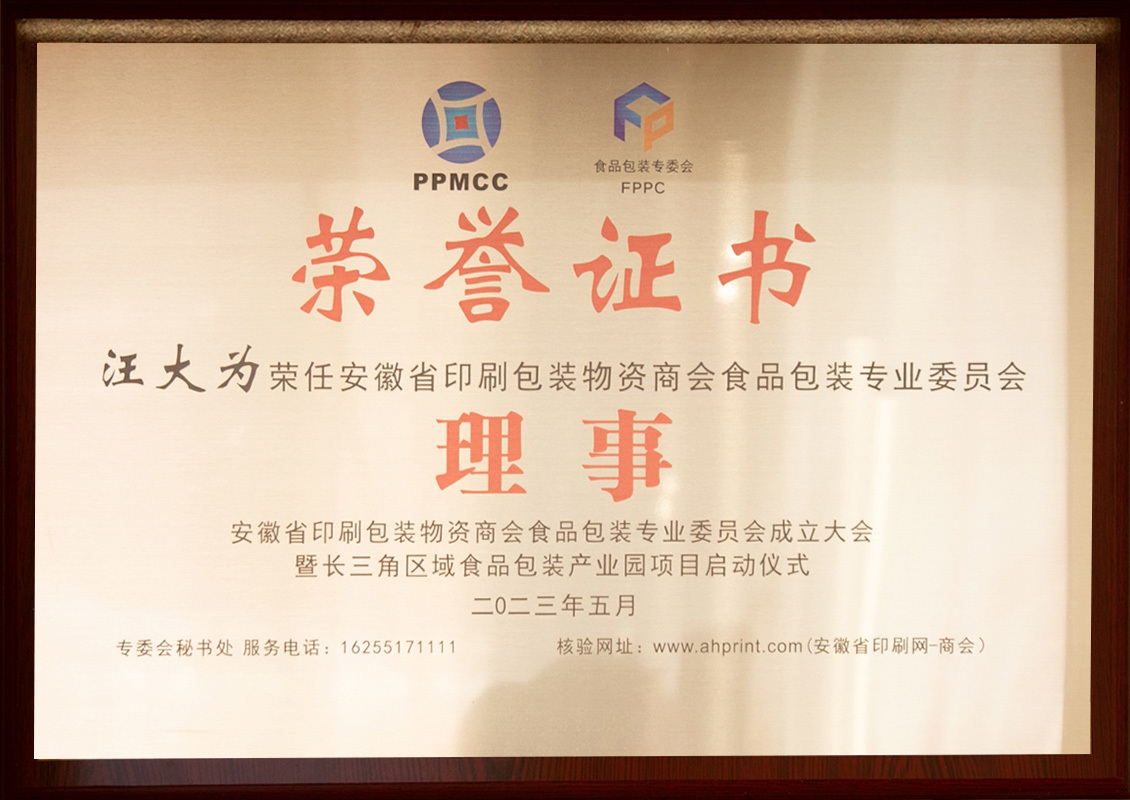 PPMCC
食品包装专委会
FPPC
荣誉证书
汪大为荣任安徽省印刷包装物资商会食品包装专业委员会
理事
安徽省印刷包装物资商会食品包装专业委员会成立大会
暨长三角区域食品包装产业园项目启动仪式
二〇二三年五月
专委会秘书处 服务电话：16255171111 核验网址：www.ahprint.com(安徽省印刷网-商会）